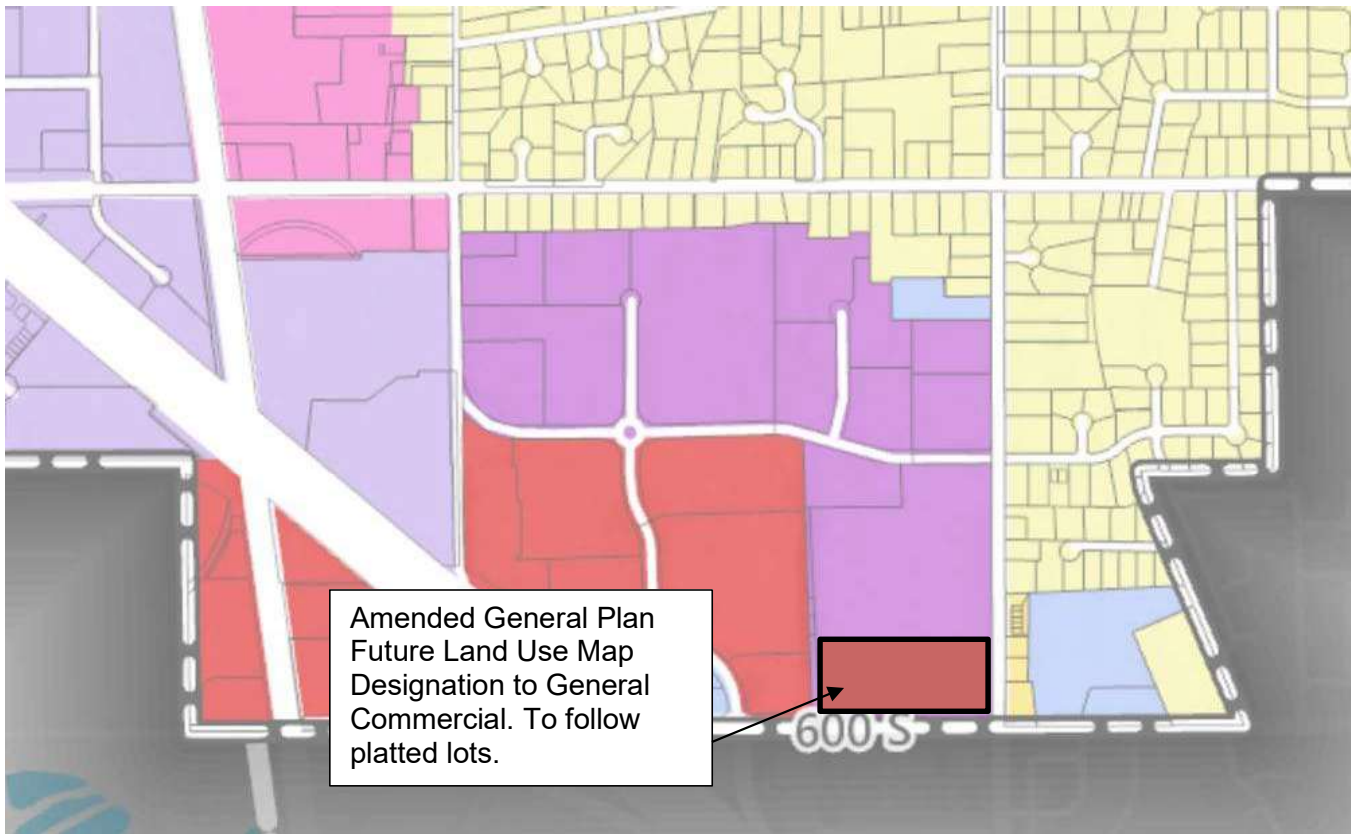 Amended General Plan
Future Land Use Map
Designation to General
Commercial. To follow
platted lots.
600 S